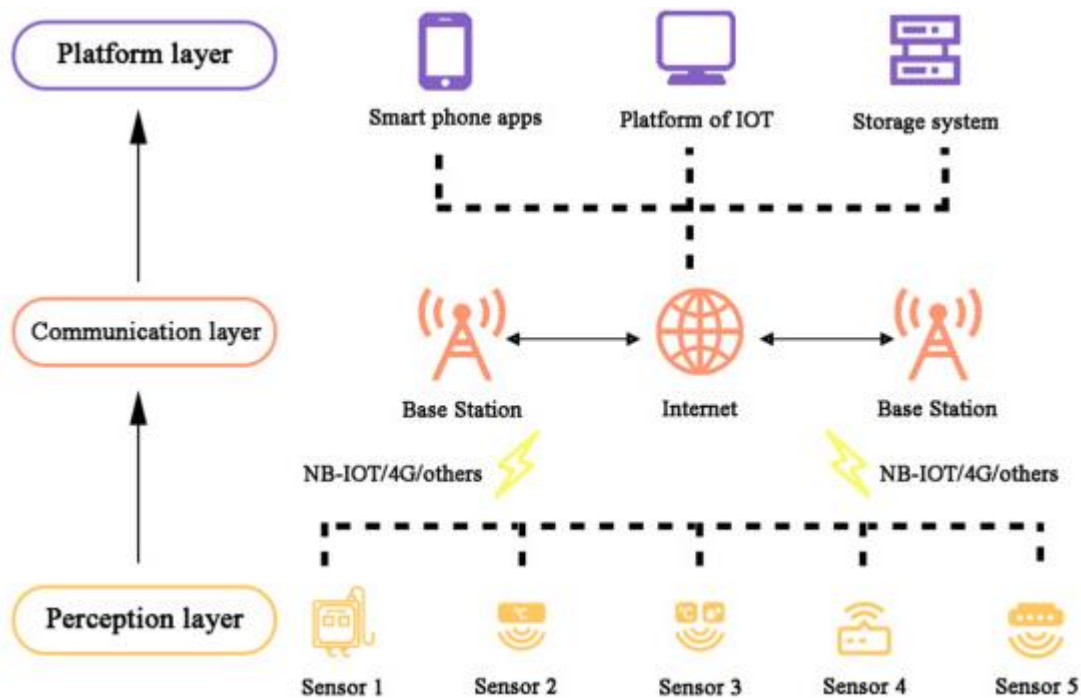 Platform layer
Smart phone apps
Platform of IOT
Storage system
Communication layer
Base Station
Internet
Base Station
NB-IOT/4G/others
NB-IOT/4G/others
Perception layer
°C
°C
Sensor 1
Sensor 2
Sensor 3
Sensor 4
Sensor 5